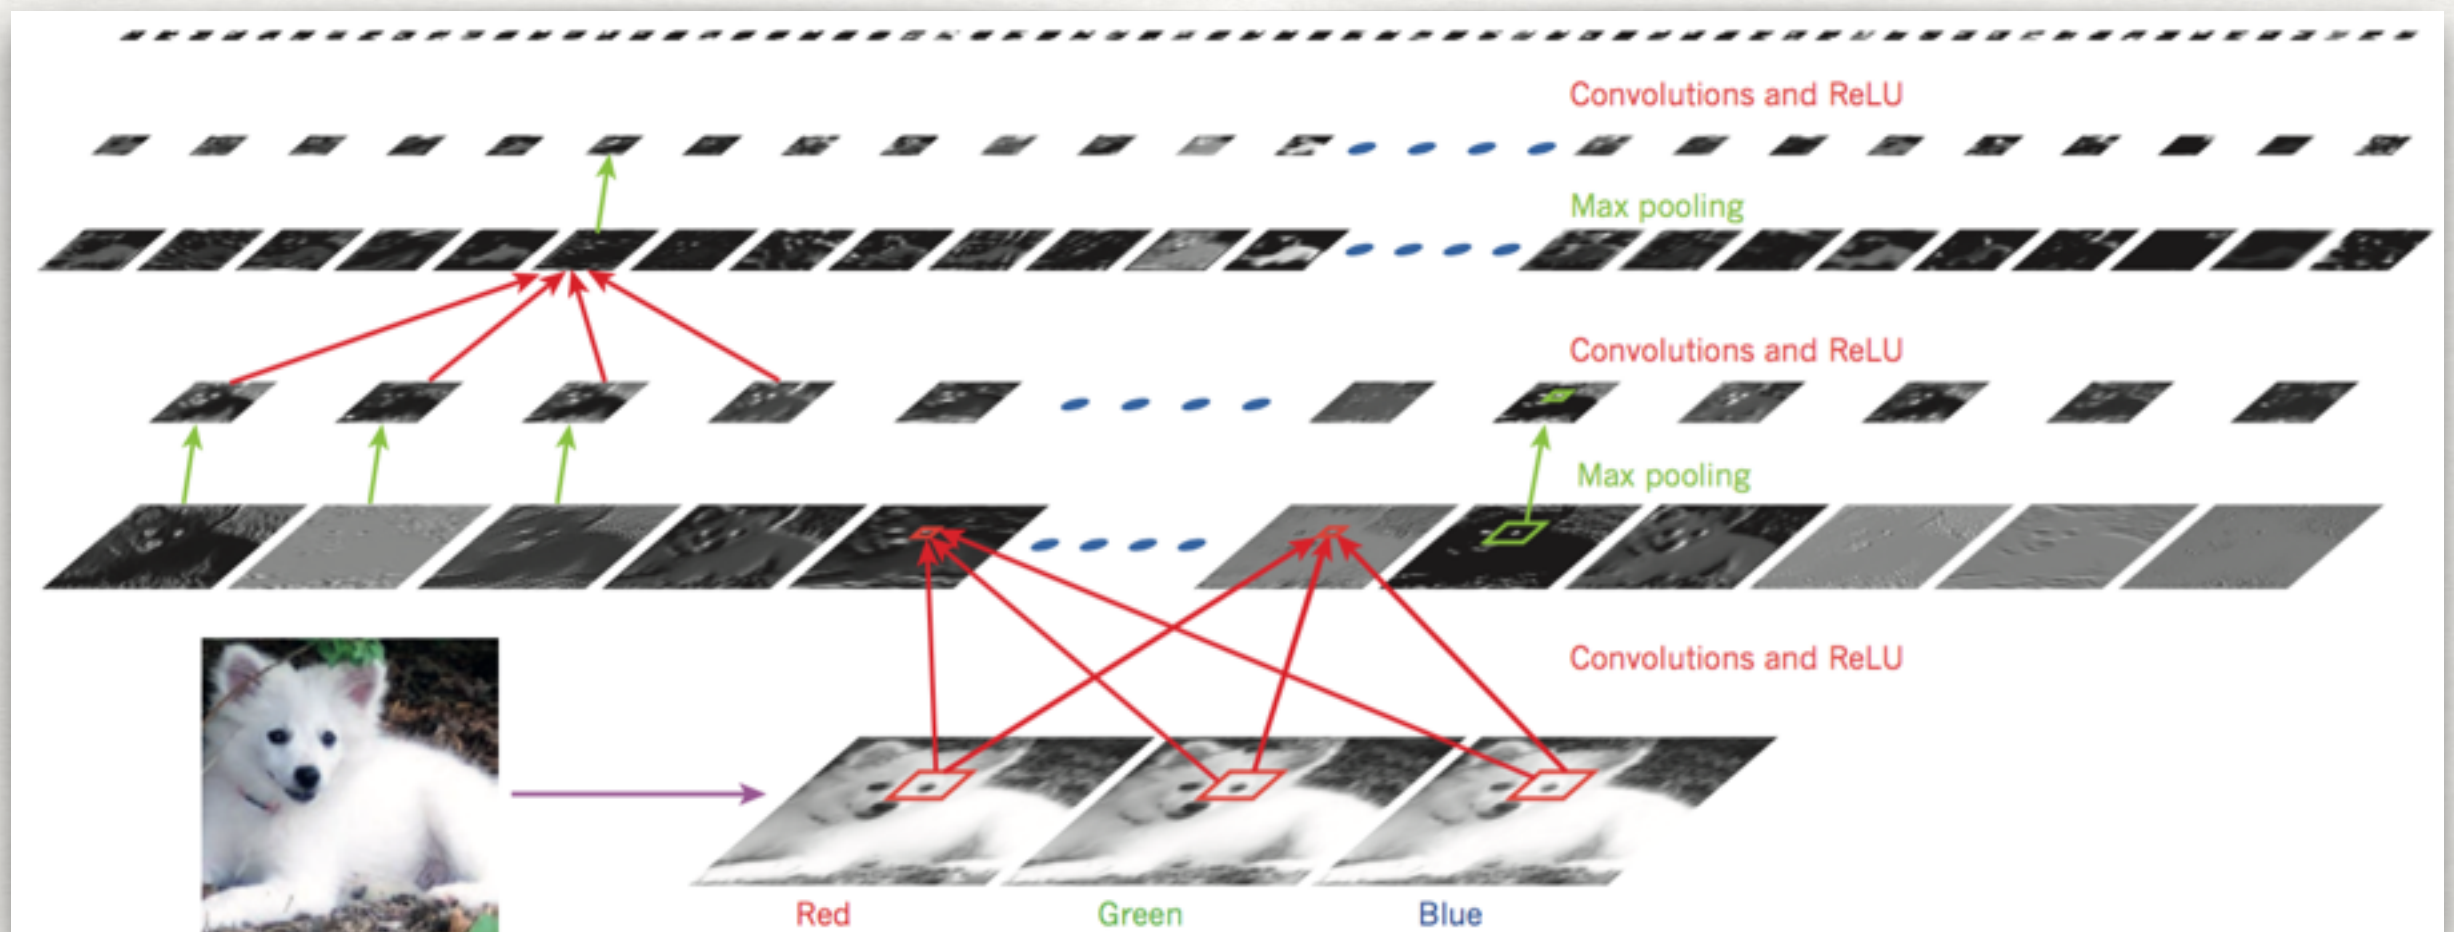 Convolutions and ReLU
Max pooling
Convolutions and ReLU
Max pooling
Convolutions and ReLU
Red
Green
Blue